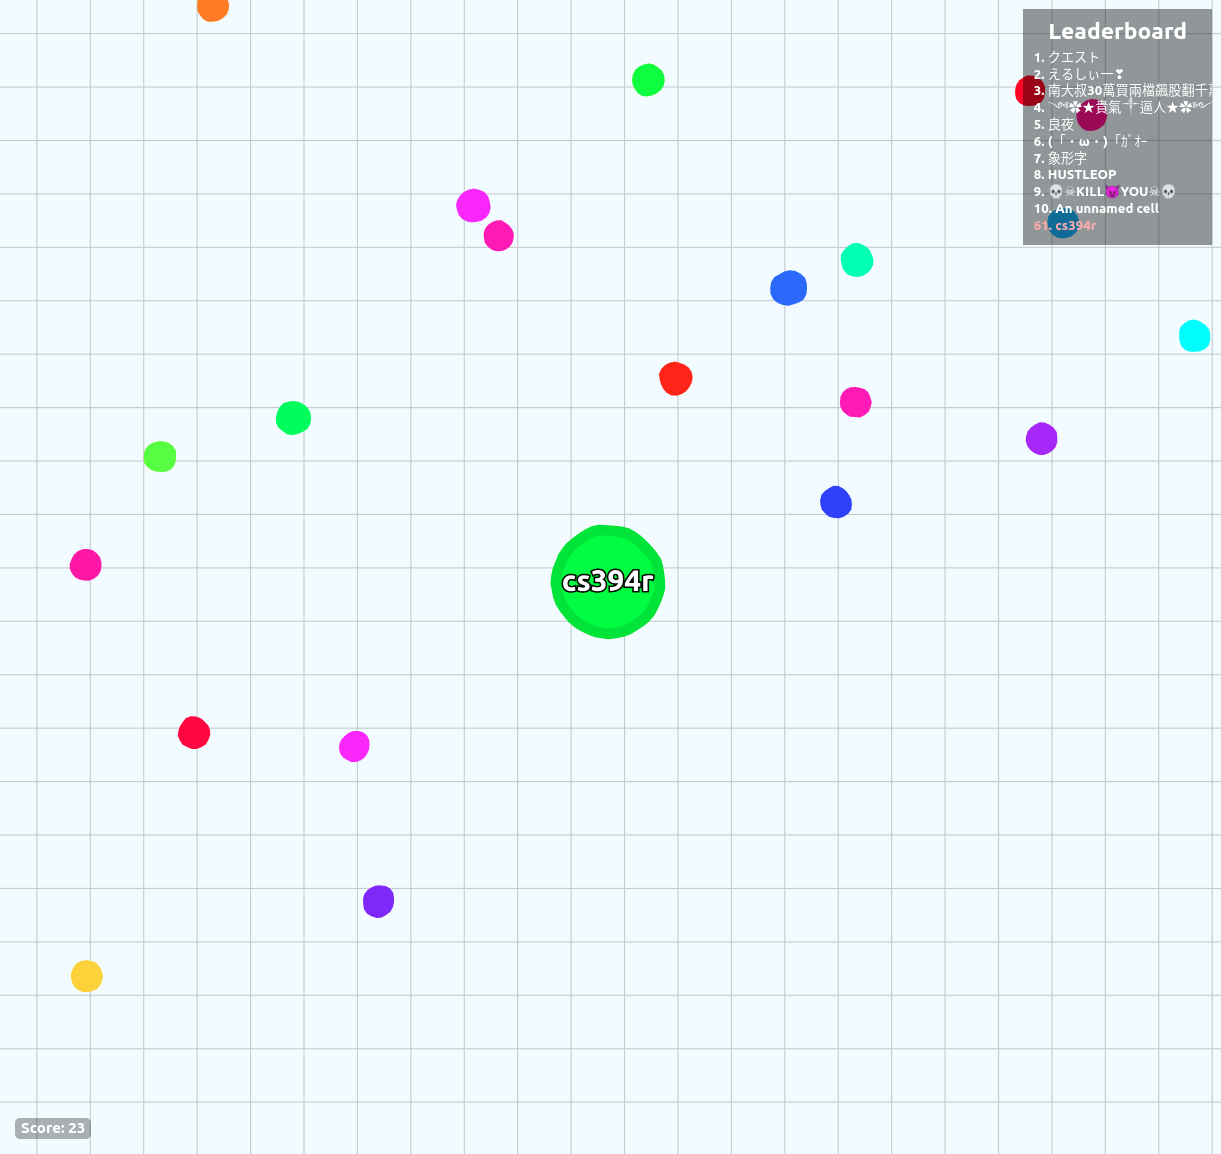 Leaderboard
1. クエスト
2. えるしぃー❣
3. 南大叔30萬買兩檔飆股翻千
4. ༺✿ൢ★貴氣༒逼人★
5. 良夜
6. (「・ω・)「ｶﾞｵｰ
7. 象形字
8. HUSTLEOP
9. 💀☠KILL😈YOU☠💀
10. An unnamed cell
61. cs394r
cs394r
Score: 23